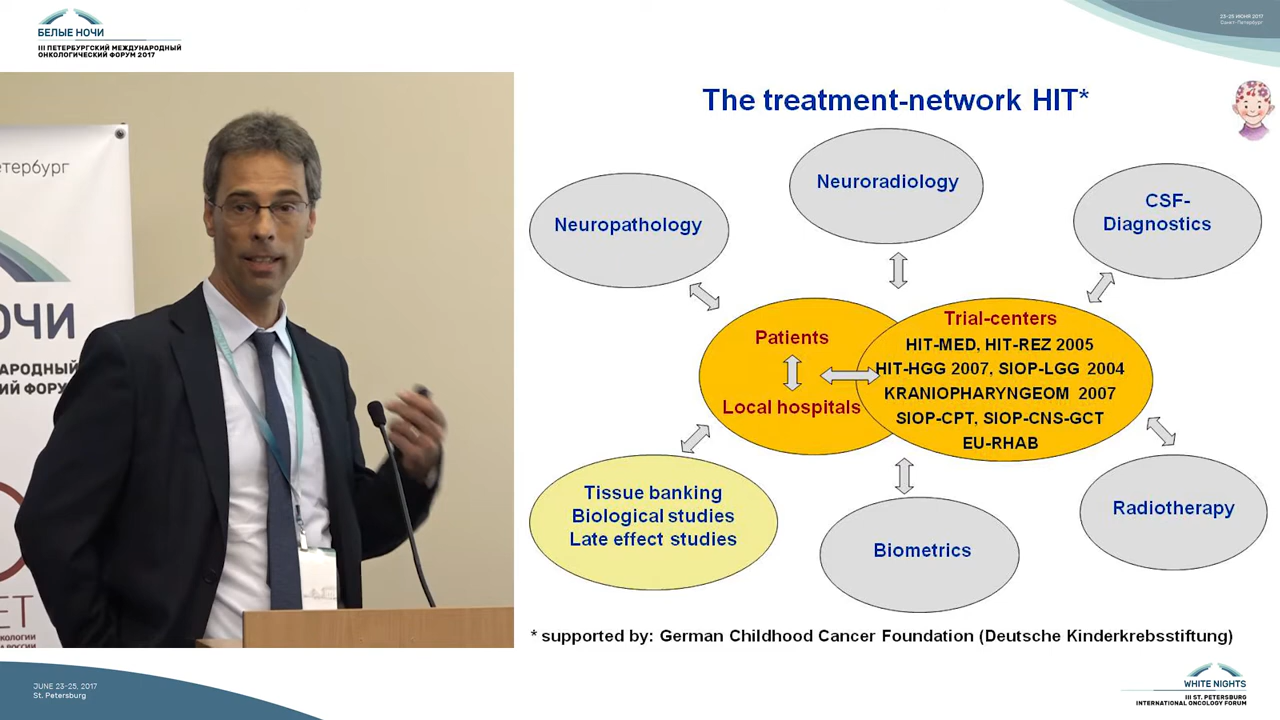 БЕЛЫЕ НОЧИ
III ПЕТЕРБУРГСКИЙ МЕЖДУНАРОДНЫЙ
ОНКОЛОГИЧЕСКИЙ ФОРУМ 2017
23-25 ИЮНЯ 2017
Санкт-Петербург
The treatment-network HIT*
Neuroradiology
Neuropathology
CSF-
Diagnostics
Patients
Local hospitals
Trial-centers
HIT-MED, HIT-REZ 2005
HIT-HGG 2007, SIOP-LGG 2004
KRANIOPHARYNGEOM 2007
SIOP-CPT, SIOP-CNS-GCT
EU-RHAB
Tissue banking
Biological studies
Late effect studies
Biometrics
Radiotherapy
* supported by: German Childhood Cancer Foundation (Deutsche Kinderkrebsstiftung)
JUNE 23-25, 2017
St. Petersburg
WHITE NIGHTS
III ST. PETERSBURG
INTERNATIONAL ONCOLOGY FORUM